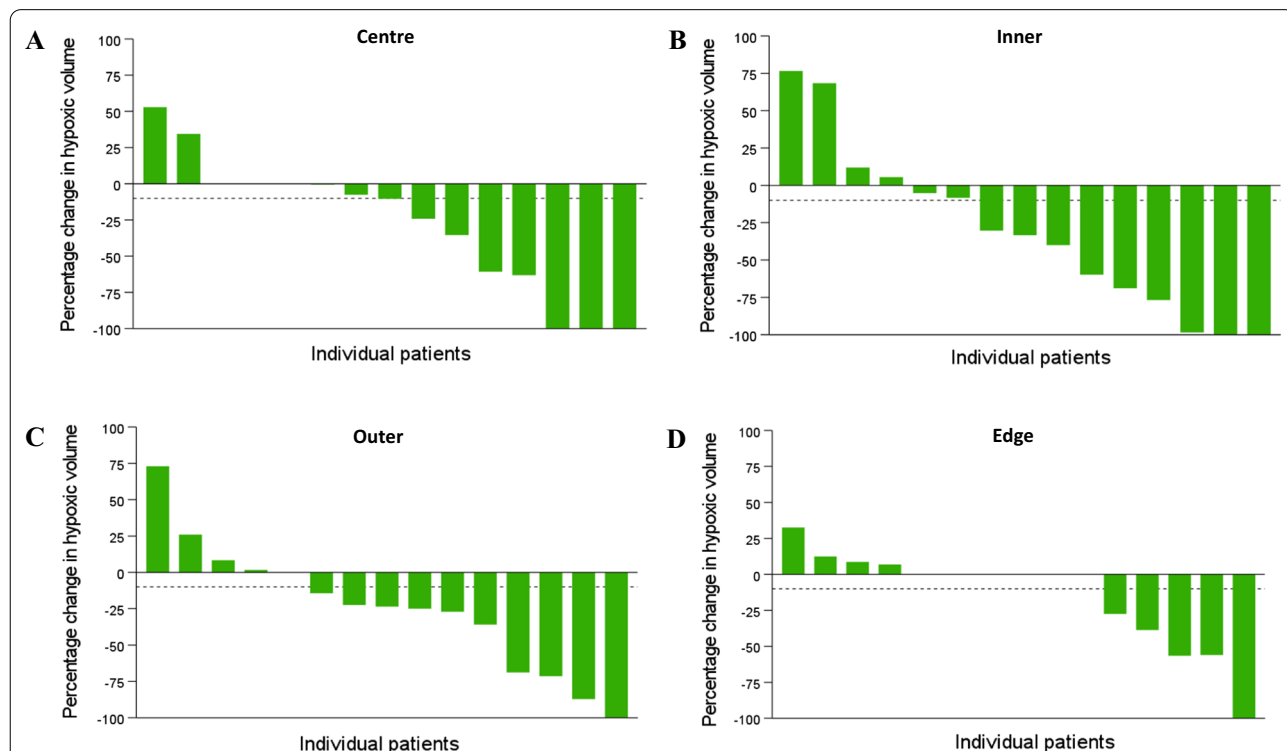 A
Centre
Percentage change in hypoxic volume
100
75
50
25
0
-25
-50
-75
-100
Individual patients
B
Inner
Percentage change in hypoxic volume
100
75
50
25
0
-25
-50
-75
-100
Individual patients
C
Outer
Percentage change in hypoxic volume
100
75
50
25
0
-25
-50
-75
-100
Individual patients
D
Edge
Percentage change in hypoxic volume
100
75
50
25
0
-25
-50
-75
-100
Individual patients